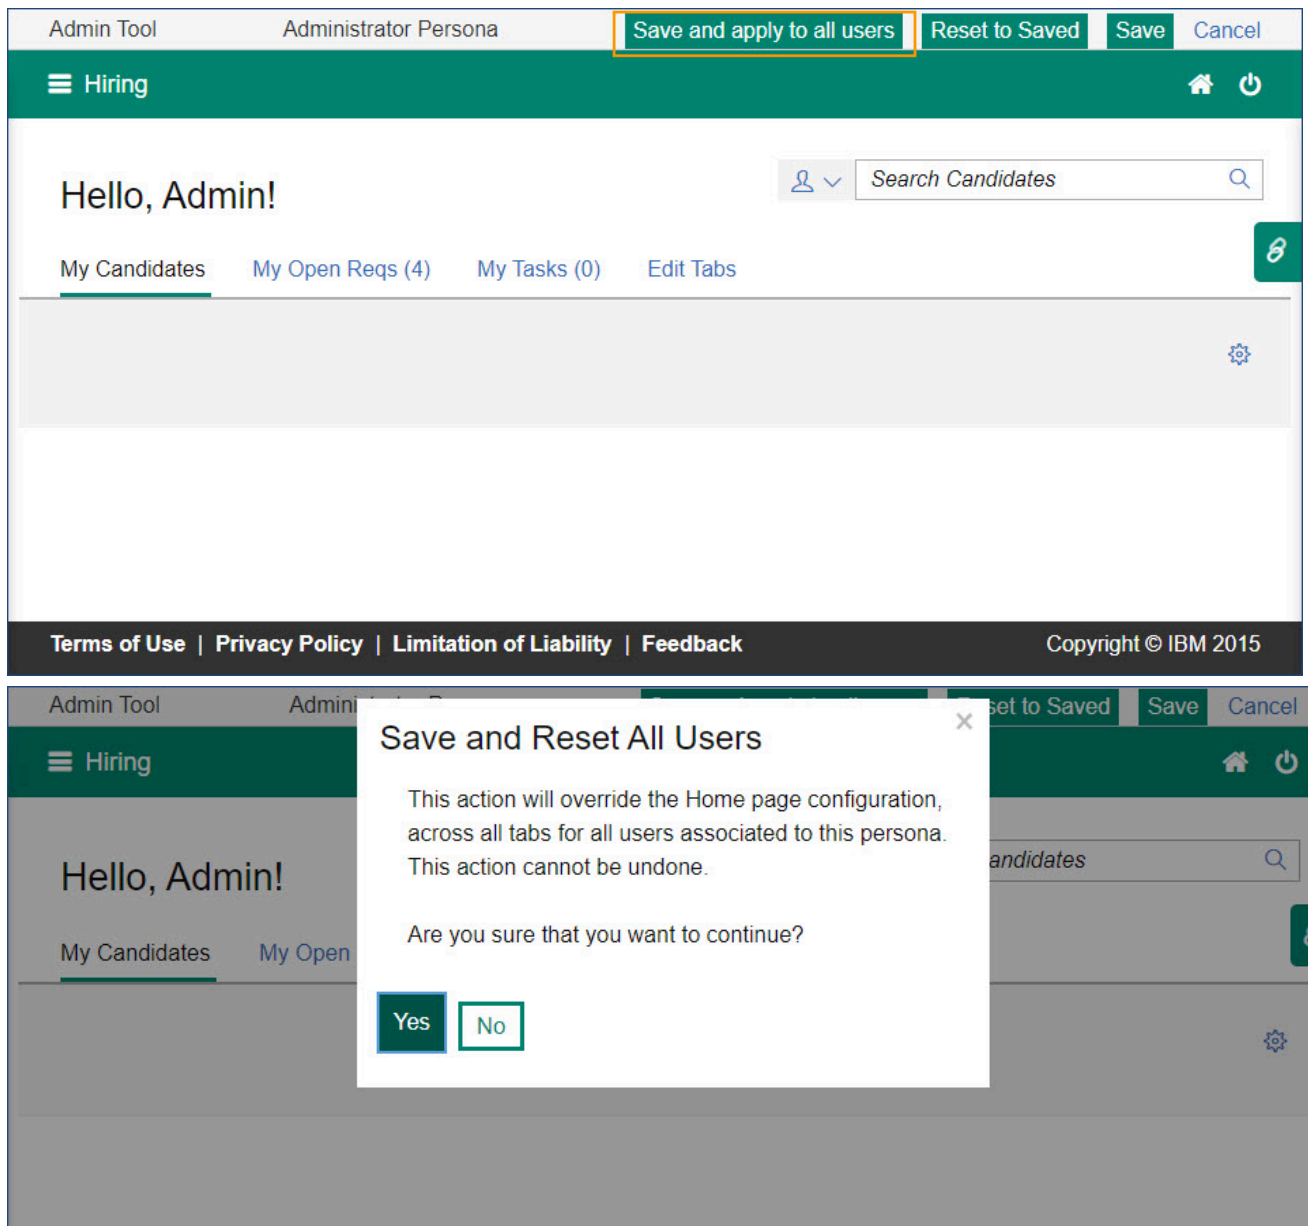 Admin Tool Administrator Persona Save and apply to all users Reset to Saved Save Cancel
Hiring
Hello, Admin!
Search Candidates
My Candidates My Open Reqs (4) My Tasks (0) Edit Tabs
Terms of Use | Privacy Policy | Limitation of Liability | Feedback Copyright © IBM 2015
Admin Tool Save Cancel
Hiring
Save and Reset All Users
This action will override the Home page configuration,
across all tabs for all users associated to this persona.
This action cannot be undone.
Are you sure that you want to continue?
Yes No
Hello, Admin!
My Candidates My Open